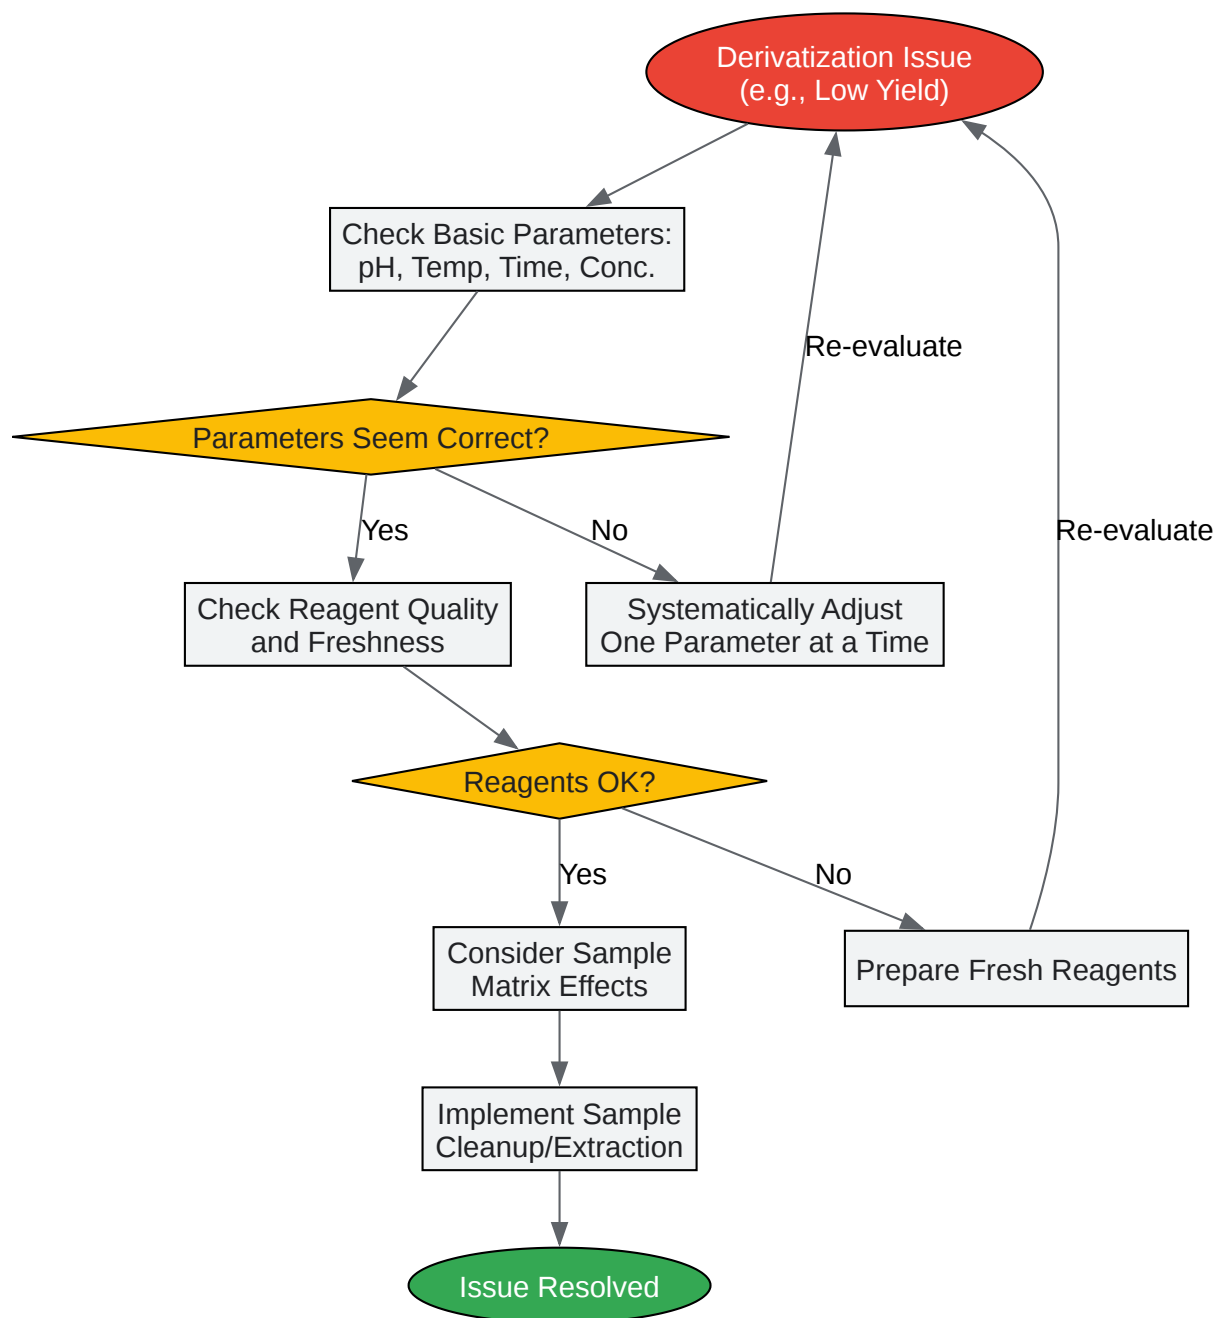 Derivatization Issue
(e.g., Low Yield)
Check Basic Parameters:
pH, Temp, Time, Conc.
Re-evaluate
Parameters Seem Correct?
Yes
No
Re-evaluate
Check Reagent Quality
and Freshness
Systematically Adjust
One Parameter at a Time
Reagents OK?
Yes
No
Consider Sample
Matrix Effects
Prepare Fresh Reagents
Implement Sample
Cleanup/Extraction
Issue Resolved